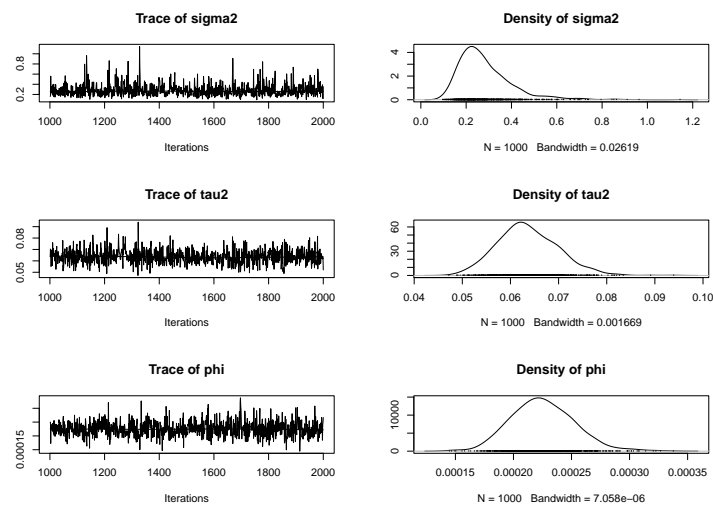 Trace of sigma2
0.2 0.8
1000 1200 1400 1600 1800 2000
Iterations
Density of sigma2
0 2 4
0.0 0.2 0.4 0.6 0.8 1.0 1.2
N = 1000 Bandwidth = 0.02619
Trace of tau2
0.05 0.08
1000 1200 1400 1600 1800 2000
Iterations
Density of tau2
0 30 60
0.04 0.05 0.06 0.07 0.08 0.09 0.10
N = 1000 Bandwidth = 0.001669
Trace of phi
0.00015
1000 1200 1400 1600 1800 2000
Iterations
Density of phi
0 10000
0.00015 0.00020 0.00025 0.00030 0.00035
N = 1000 Bandwidth = 7.058e−06